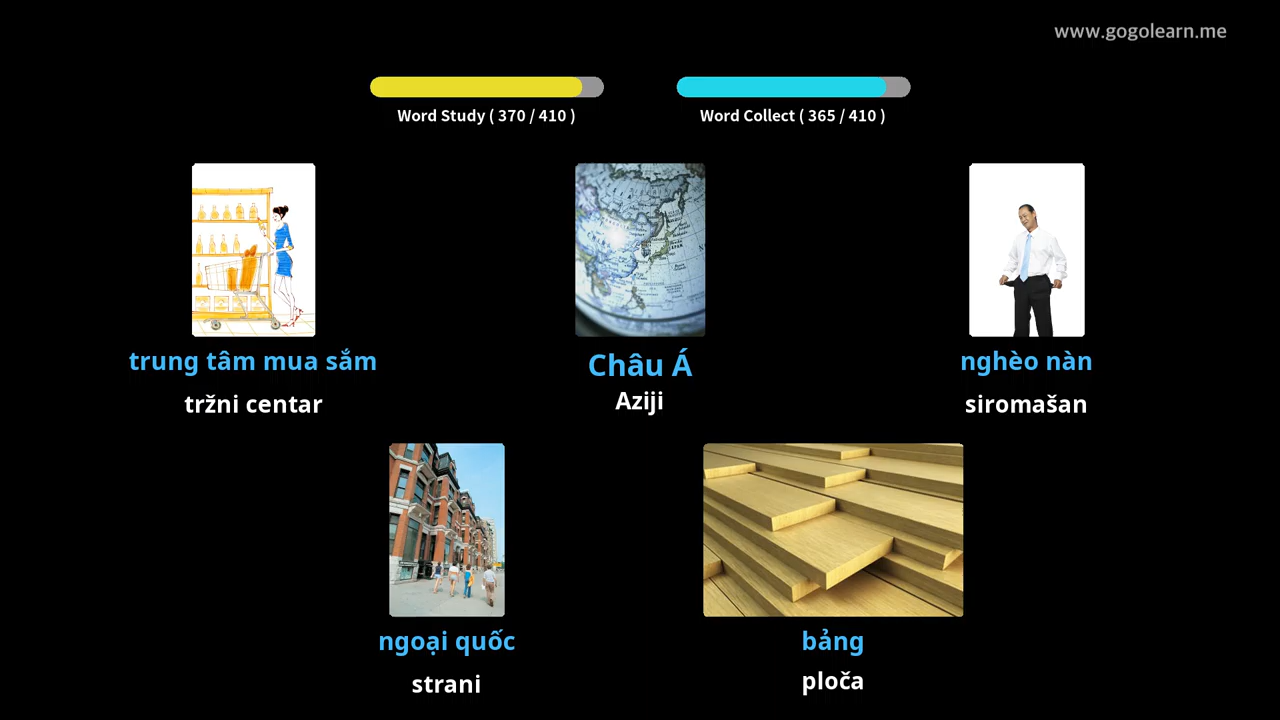 www.gogolearn.me
Word Study ( 370 / 410 )
Word Collect ( 365 / 410 )
trung tâm mua sắm
tržni centar
Châu Á
Aziji
nghèo nàn
siromašan
ngoại quốc
strani
bảng
ploča